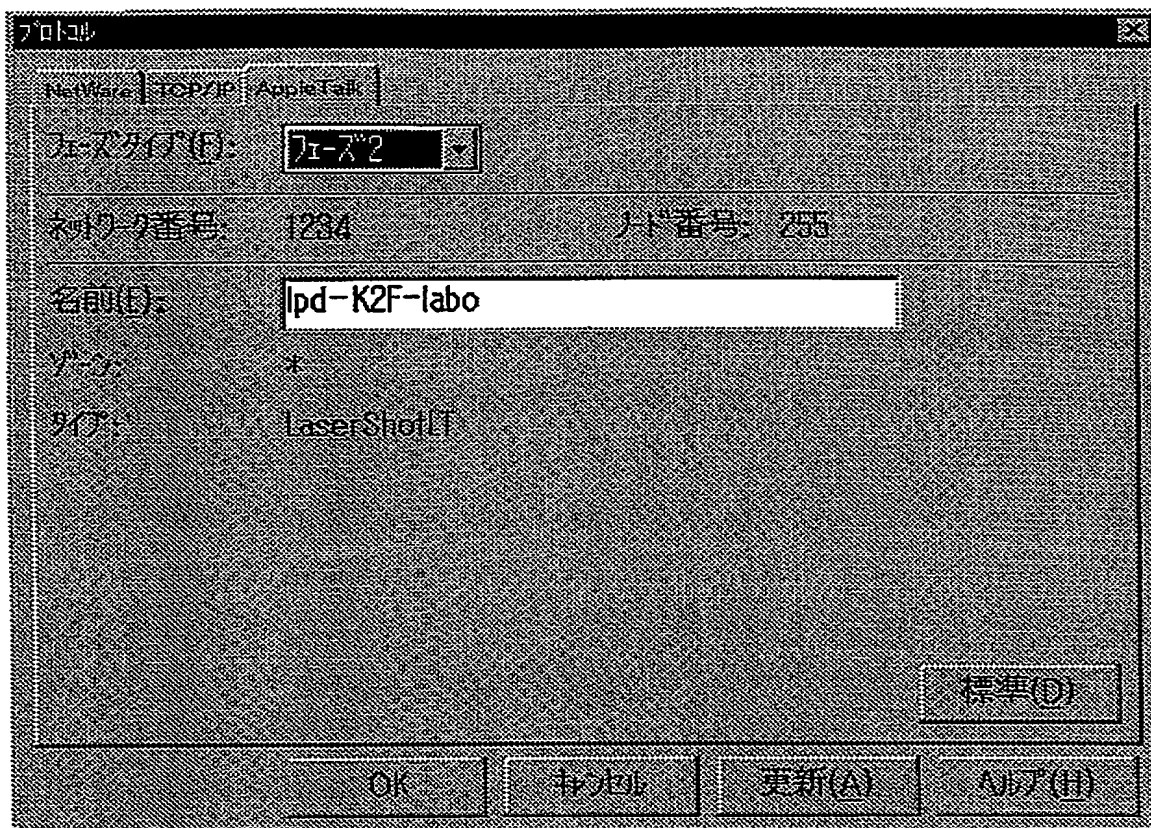 プロトコル
NetWare TCP/IP AppleTalk
フェーズタイプ(F): フェーズ2
ネットワーク番号: 1234 ノード番号: 255
名前(E): lpd-K2F-labo
ゾーン: *
タイプ:
標準(D)
OK キャンセル 更新(A) ヘルプ(H)